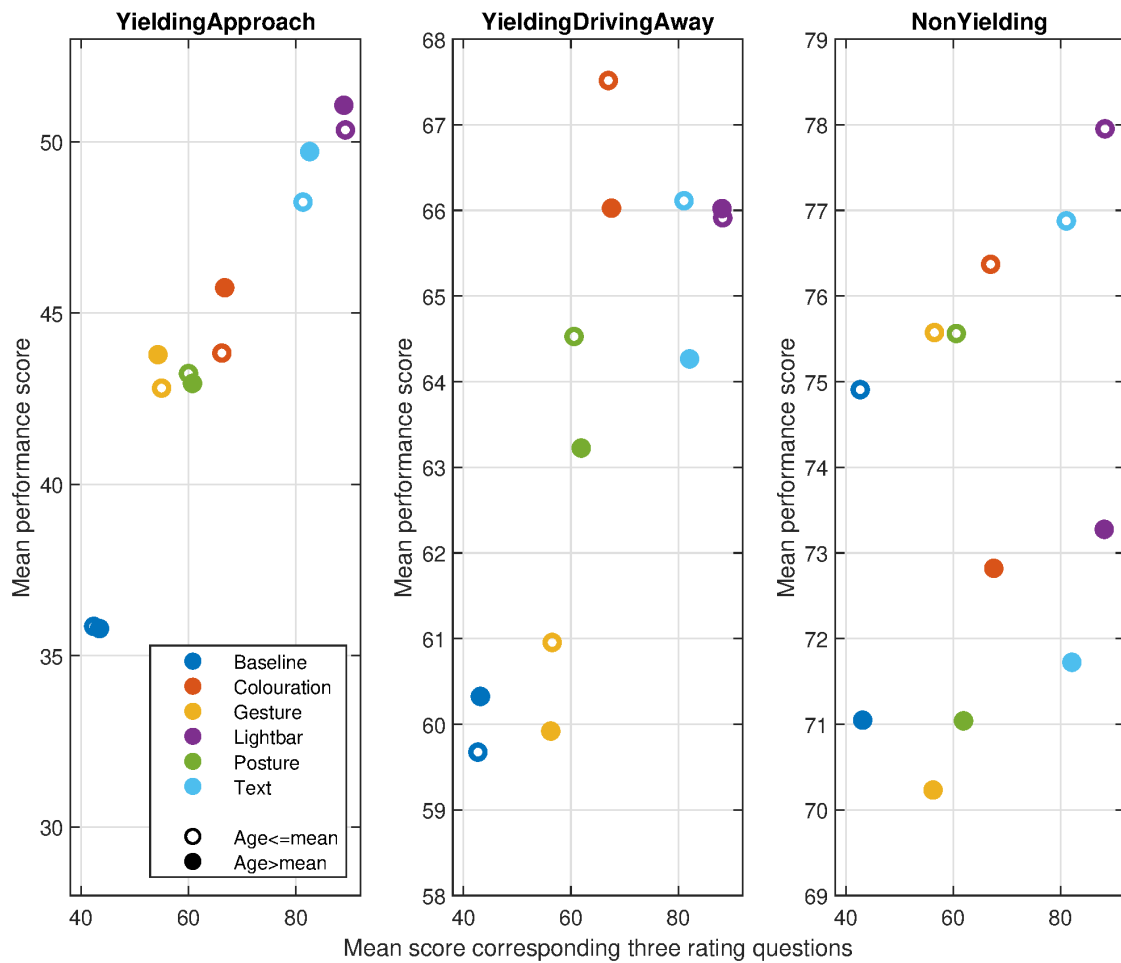 YieldingApproach
YieldingDrivingAway
NonYielding
Mean performance score
50
45
40
35
30
40
60
80
Baseline
Colouration
Gesture
Lightbar
Posture
Text
Age<=mean
Age>mean
Mean performance score
68
67
66
65
64
63
62
61
60
59
58
40
60
80
Mean performance score
79
78
77
76
75
74
73
72
71
70
69
40
60
80
Mean score corresponding three rating questions